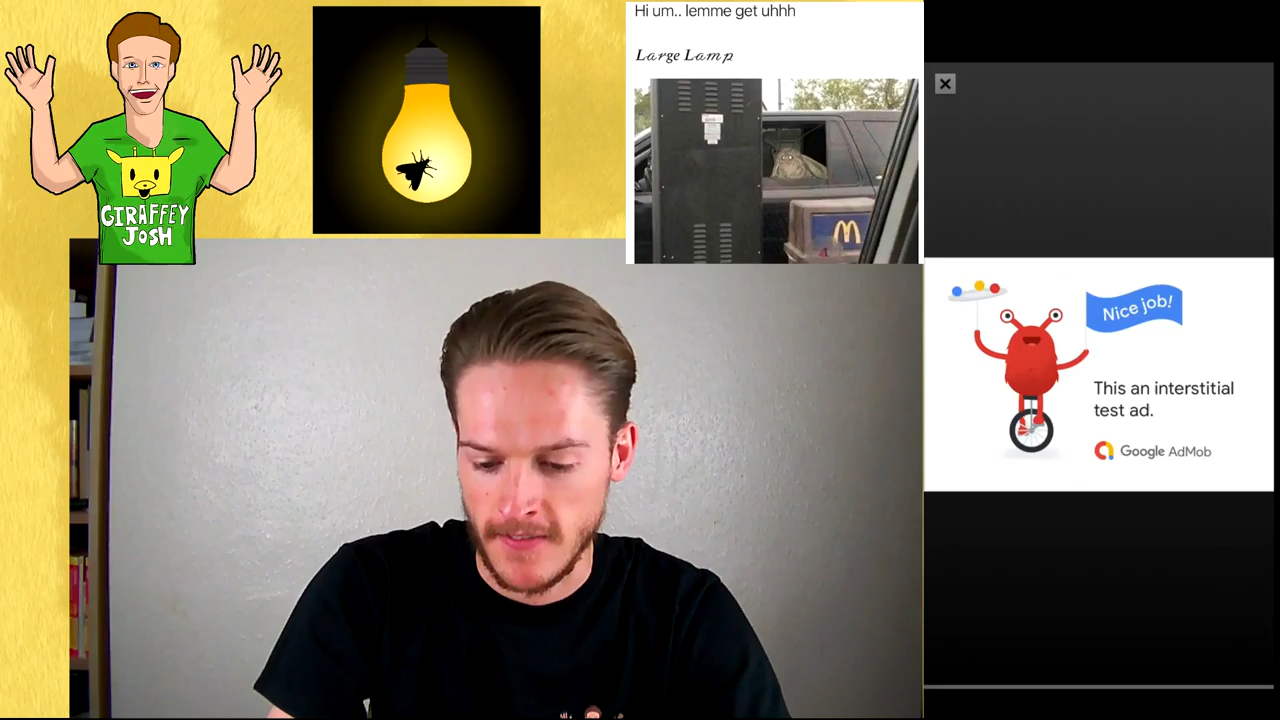 GIRAFFEY
JOSH
Hi um.. lemme get uhhh
Large Lamp
Nice job!
This an interstitial
test ad.
Google AdMob